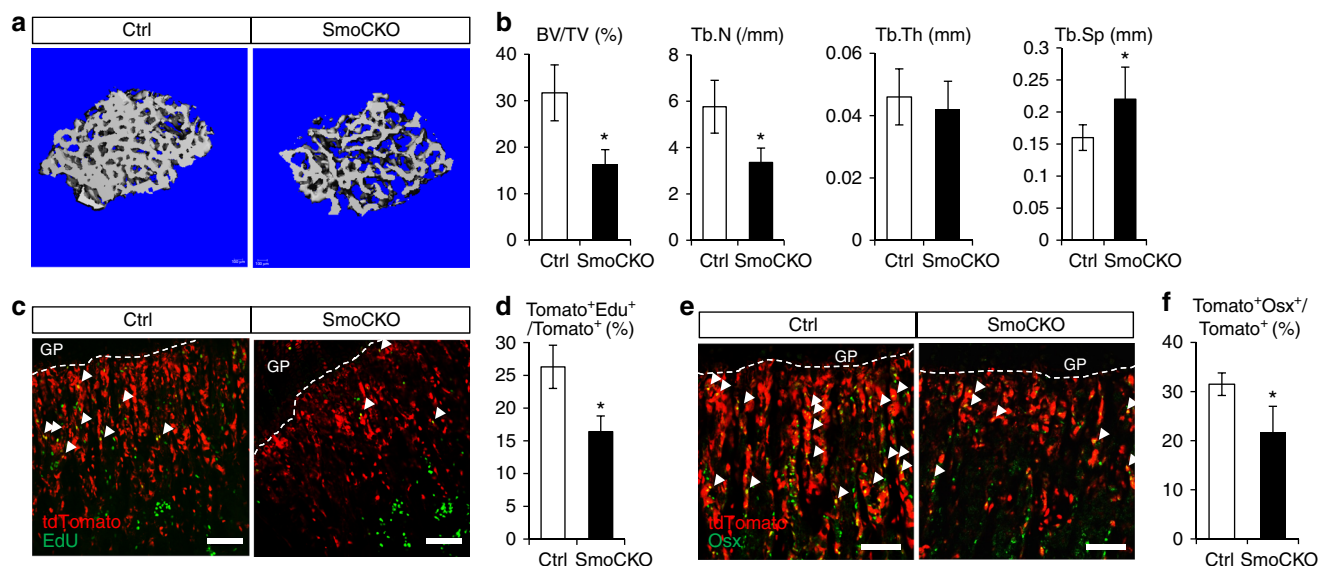 a
Ctrl
SmoCKO
100 µm
100 µm
b
BV/TV (%)
40
30
20
10
0
Ctrl SmoCKO
*
Tb.N (/mm)
8
6
4
2
0
Ctrl SmoCKO
*
Tb.Th (mm)
0.06
0.04
0.02
0
Ctrl SmoCKO
Tb.Sp (mm)
0.3
0.25
0.2
0.15
0.1
0.05
0
Ctrl SmoCKO
*
c
Ctrl
SmoCKO
GP
GP
tdTomato
EdU
d
Tomato⁺Edu⁺
/Tomato⁺ (%)
30
25
20
15
10
5
0
Ctrl SmoCKO
*
e
Ctrl
SmoCKO
GP
GP
tdTomato
Osx
f
Tomato⁺Osx⁺/
Tomato⁺ (%)
40
30
20
10
0
Ctrl SmoCKO
*